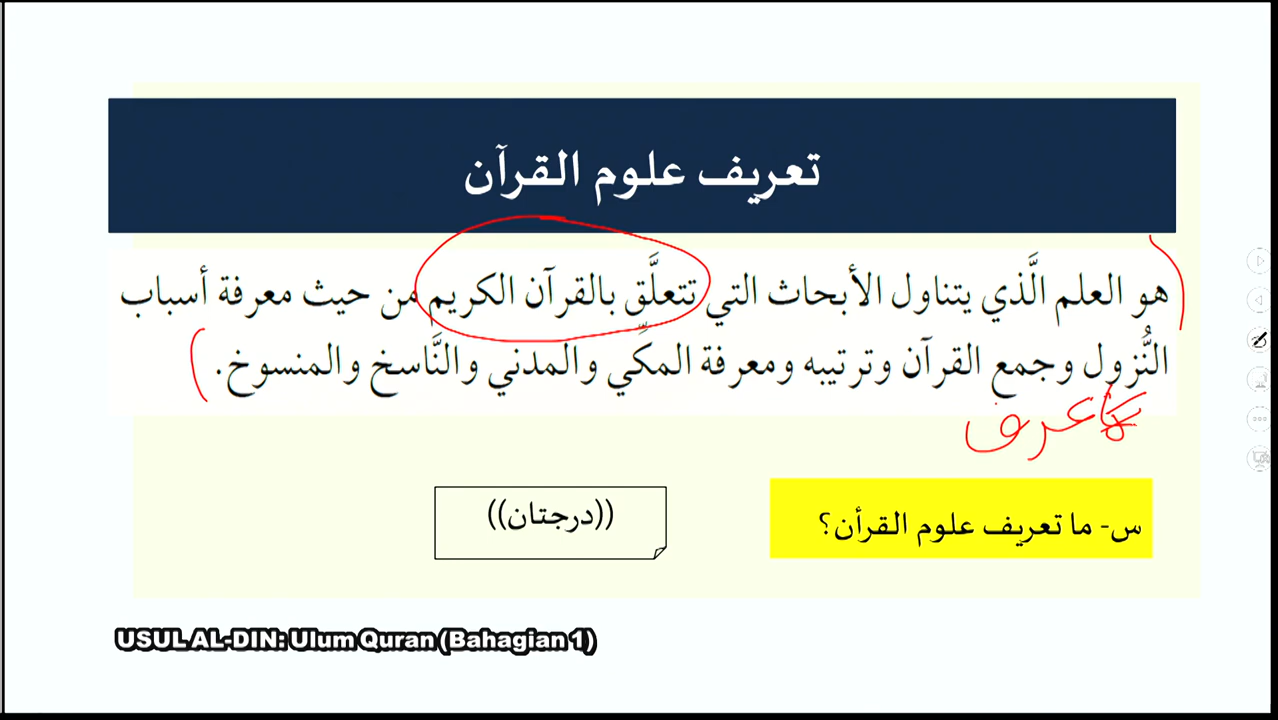 تعريف علوم القرآن
هو العلم الَّذي يتناول الأبحاث التي تتعلَّق بالقرآن الكريم من حيث معرفة أسباب
النُّزول وجمع القرآن وترتيبه ومعرفة المكِّي والمدني والنَّاسخ والمنسوخ.
س- ما تعريف علوم القرأن؟
((درجتان))
USUL AL-DIN: Ulum Quran (Bahagian 1)